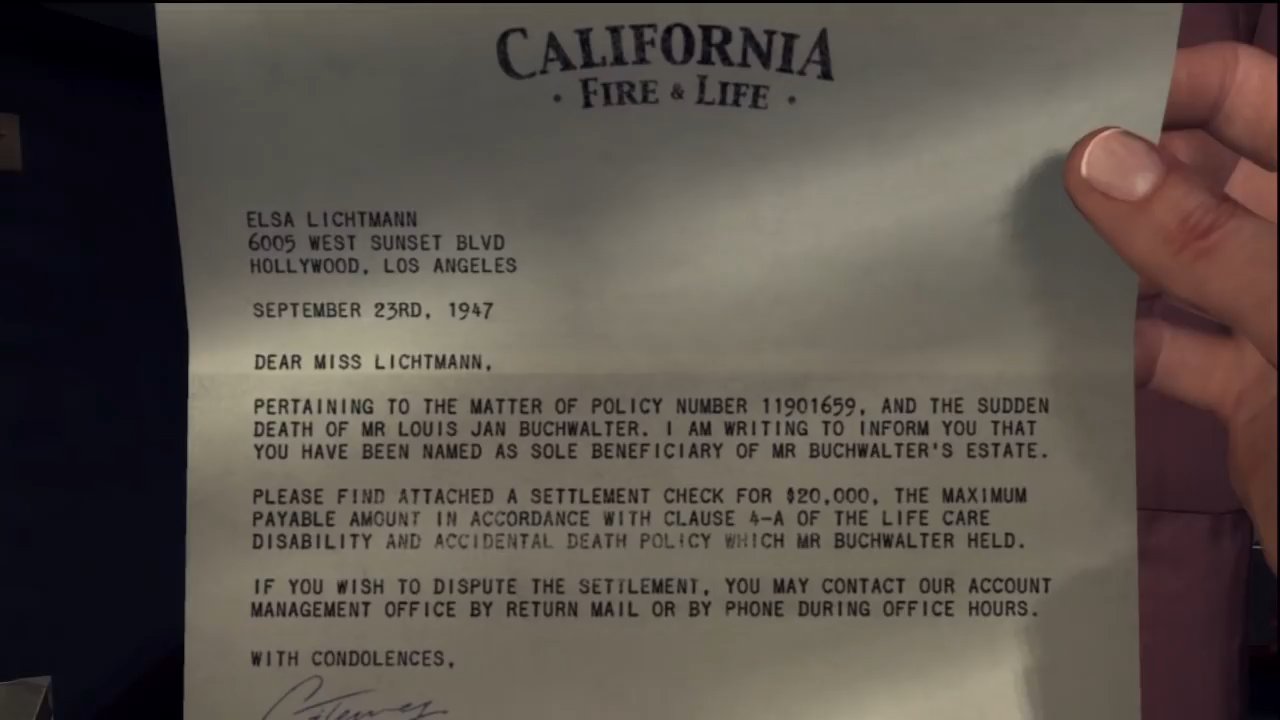 CALIFORNIA
· FIRE & LIFE ·
ELSA LICHTMANN
6005 WEST SUNSET BLVD
HOLLYWOOD, LOS ANGELES
SEPTEMBER 23RD, 1947
DEAR MISS LICHTMANN,
PERTAINING TO THE MATTER OF POLICY NUMBER 11901659, AND THE SUDDEN
DEATH OF MR LOUIS JAN BUCHWALTER. I AM WRITING TO INFORM YOU THAT
YOU HAVE BEEN NAMED AS SOLE BENEFICIARY OF MR BUCHWALTER'S ESTATE.
PLEASE FIND ATTACHED A SETTLEMENT CHECK FOR $20,000, THE MAXIMUM
PAYABLE AMOUNT IN ACCORDANCE WITH CLAUSE 4-A OF THE LIFE CARE
DISABILITY AND ACCIDENTAL DEATH POLICY WHICH MR BUCHWALTER HELD.
IF YOU WISH TO DISPUTE THE SETTLEMENT, YOU MAY CONTACT OUR ACCOUNT
MANAGEMENT OFFICE BY RETURN MAIL OR BY PHONE DURING OFFICE HOURS.
WITH CONDOLENCES,